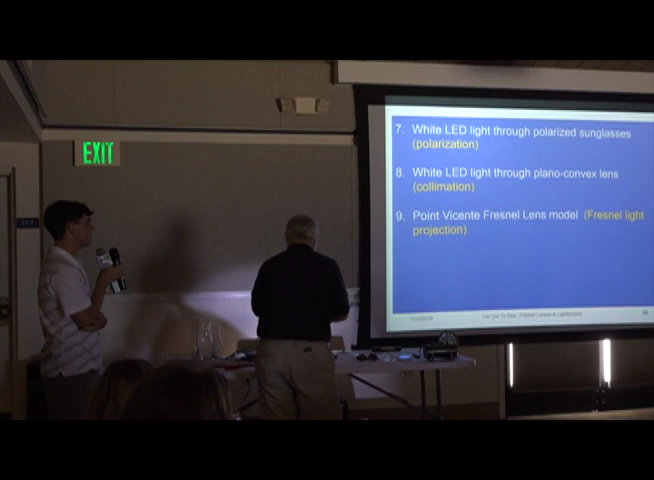 EXIT
EXIT
7. White LED light through polarized sunglasses
(polarization)
8. White LED light through plano-convex lens
(collimation)
9. Point Vicente Fresnel Lens model (Fresnel light
projection)